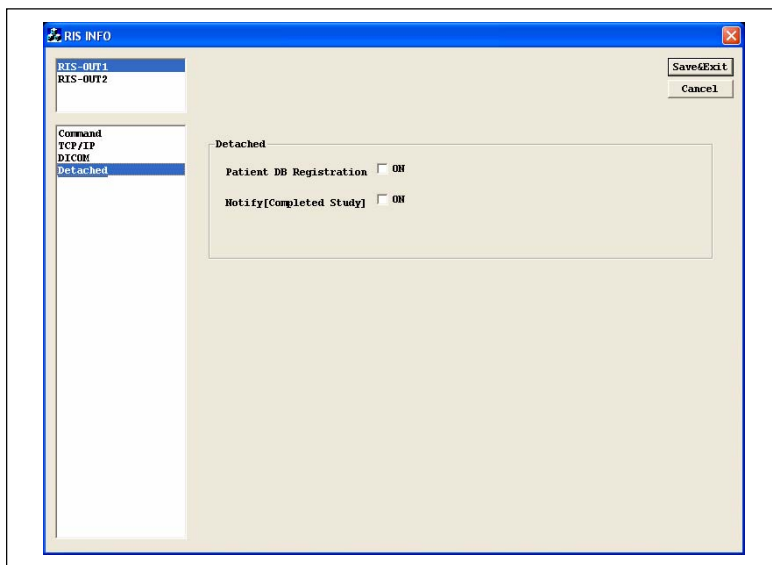 RIS INFO
RIS-OUT1
RIS-OUT2
Save&Exit
Cancel
Command
TCP/IP
DICOM
Detached
Detached
Patient DB Registration ON
Notify[Completed Study] ON